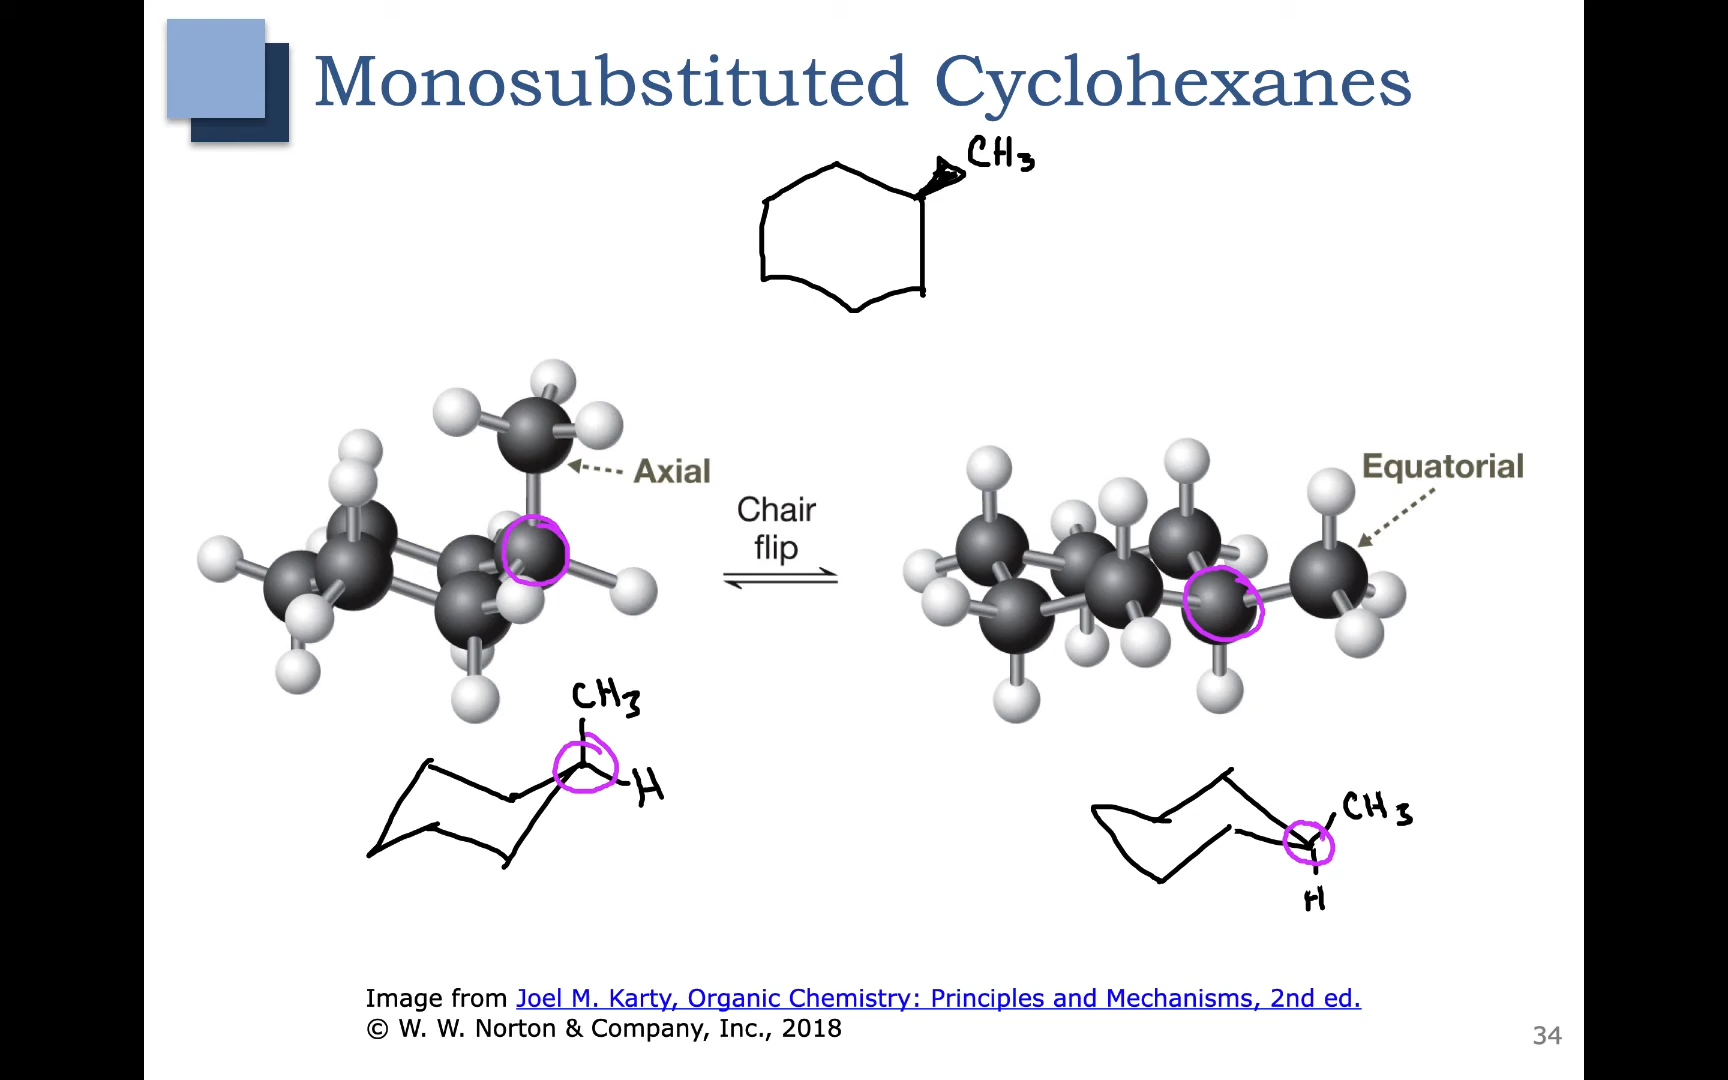 Monosubstituted Cyclohexanes
CH3
Axial
Equatorial
Chair
flip
CH3
H
CH3
H
Image from Joel M. Karty, Organic Chemistry: Principles and Mechanisms, 2nd ed.
© W. W. Norton & Company, Inc., 2018
34